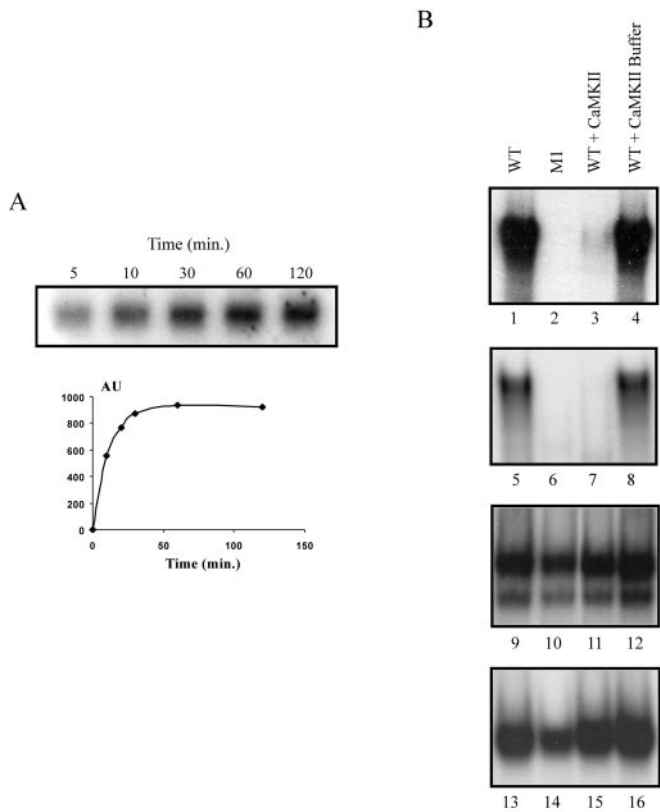 A
Time (min.)
5 10 30 60 120
AU
1000
800
600
400
200
0
0 50 100 150
Time (min.)
B
WT
M1
WT + CaMKII
WT + CaMKII Buffer
1 2 3 4
5 6 7 8
9 10 11 12
13 14 15 16